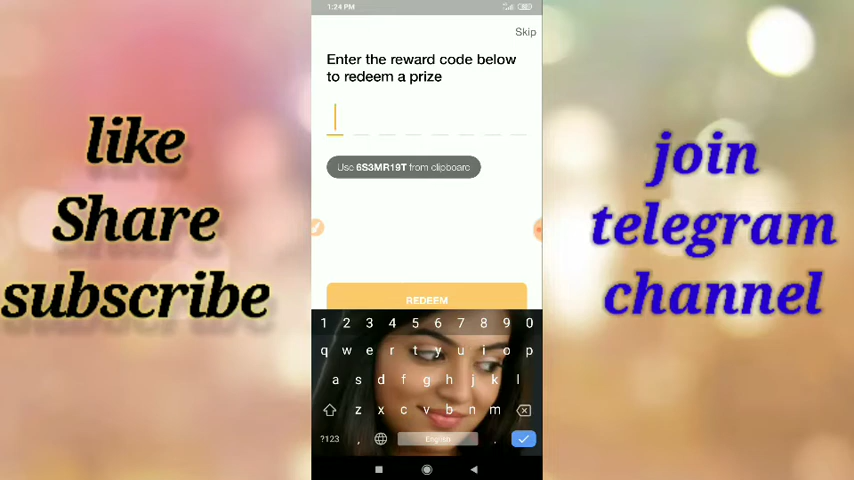 like
Share
subscribe
1:24 PM
Skip
Enter the reward code below
to redeem a prize
Use 6S3MR19T from clipboard
REDEEM
1 2 3 4 5 6 7 8 9 0
q w e r t y u i o p
a s d f g h j k l
z x c v b n m
?123 , English .
join
telegram
channel